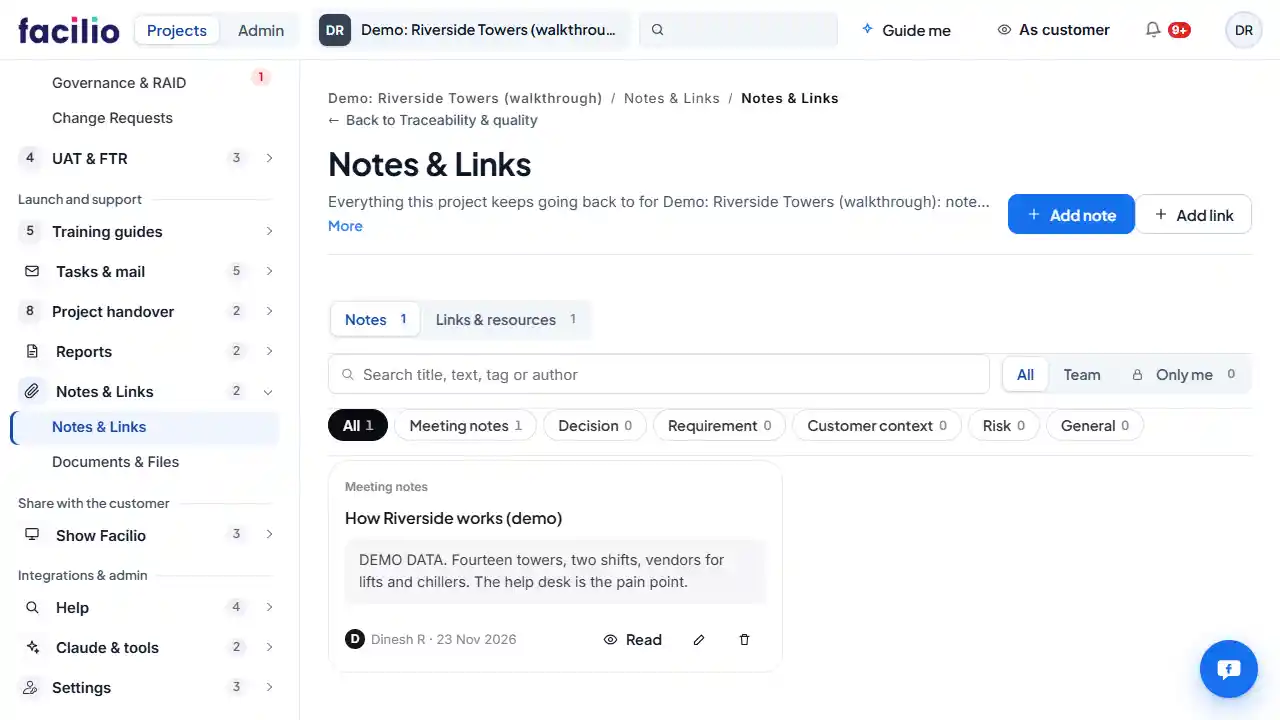 facilio
Projects
Admin
DR
Demo: Riverside Towers (walkthrou...
Guide me
As customer
9+
DR
Governance & RAID
1
Change Requests
4
UAT & FTR
3
Launch and support
5
Training guides
Tasks & mail
5
8
Project handover
2
Reports
2
Notes & Links
2
Notes & Links
Documents & Files
Share with the customer
Show Facilio
3
Integrations & admin
Help
4
Claude & tools
2
Settings
3
Demo: Riverside Towers (walkthrough) / Notes & Links / Notes & Links
← Back to Traceability & quality
Notes & Links
Everything this project keeps going back to for Demo: Riverside Towers (walkthrough): note...
More
+ Add note
+ Add link
Notes 1
Links & resources 1
Search title, text, tag or author
All
Team
Only me 0
All 1
Meeting notes 1
Decision 0
Requirement 0
Customer context 0
Risk 0
General 0
Meeting notes
How Riverside works (demo)
DEMO DATA. Fourteen towers, two shifts, vendors for
lifts and chillers. The help desk is the pain point.
D
Dinesh R · 23 Nov 2026
Read